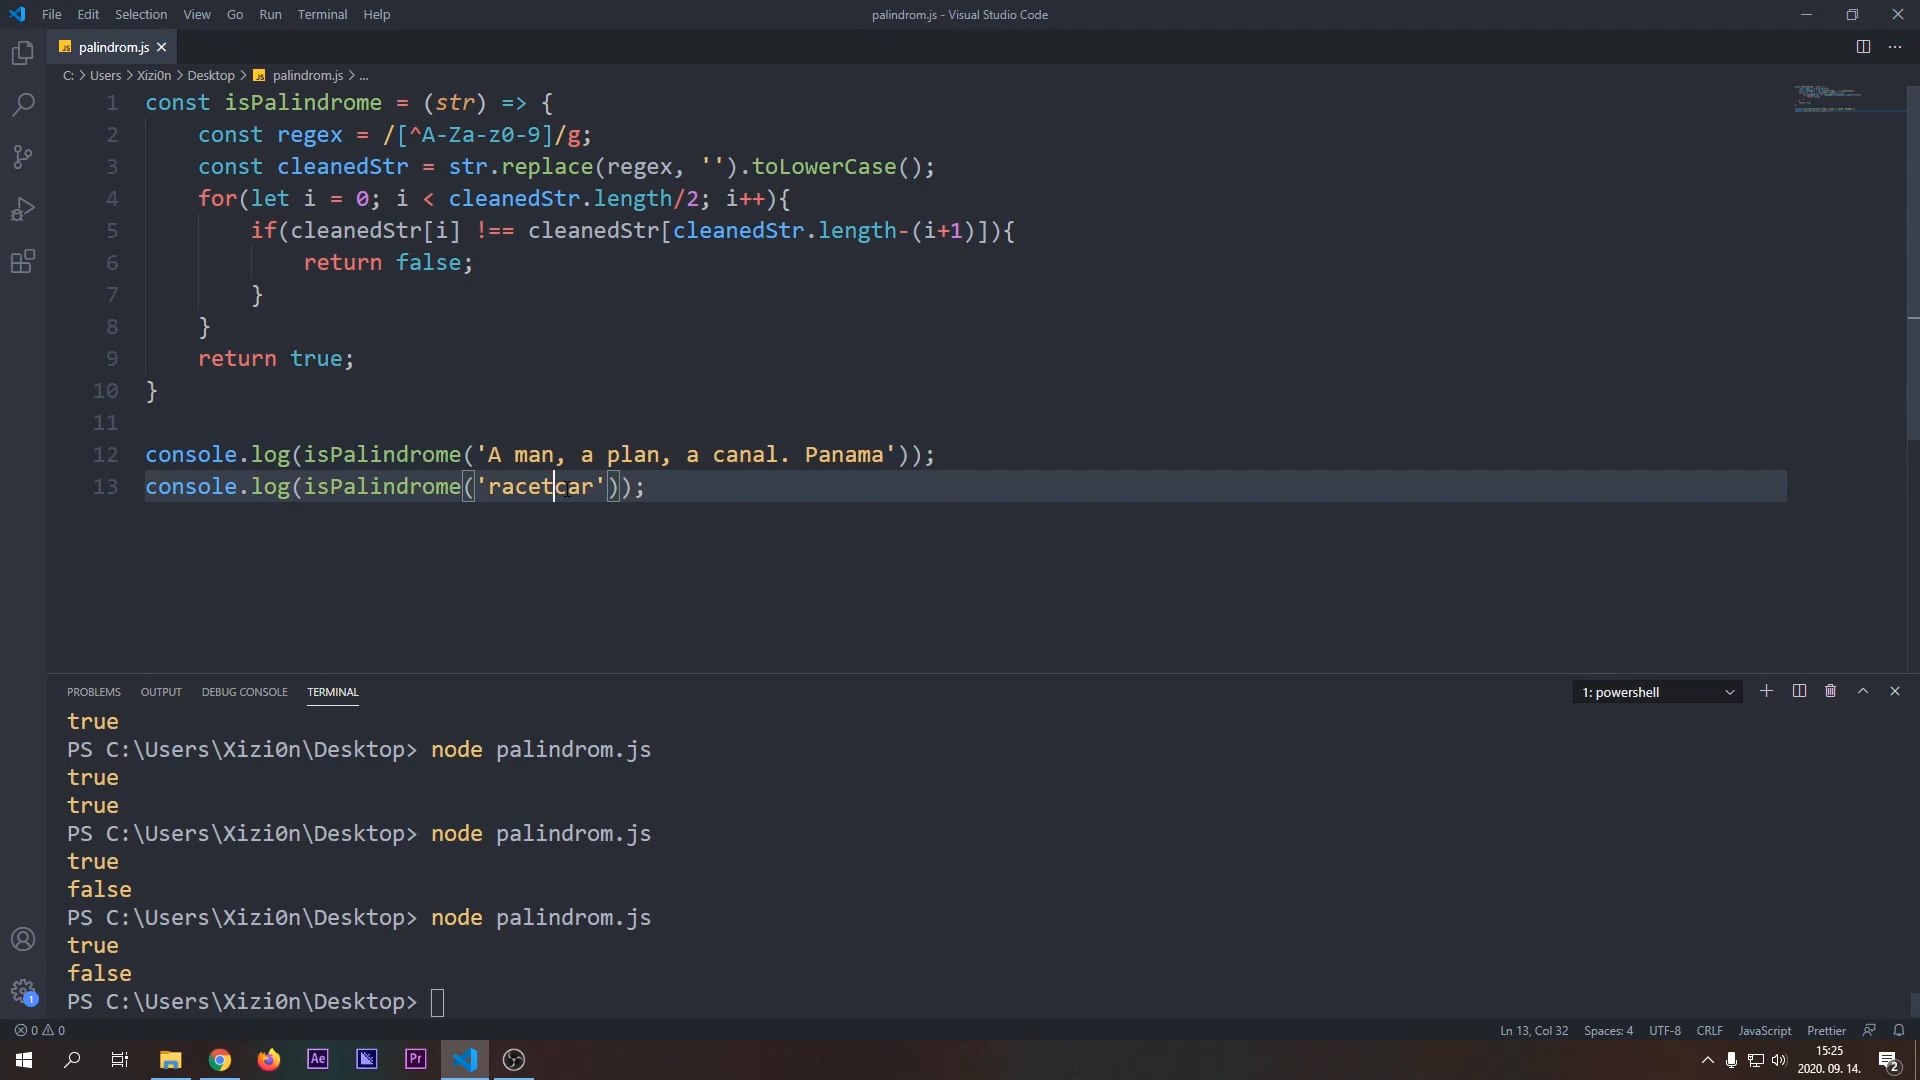 File Edit Selection View Go Run Terminal Help
palindrom.js - Visual Studio Code
JS palindrom.js
C: > Users > Xizi0n > Desktop > JS palindrom.js > ...
1 const isPalindrome = (str) => {
2 const regex = /[^A-Za-z0-9]/g;
3 const cleanedStr = str.replace(regex, '').toLowerCase();
4 for(let i = 0; i < cleanedStr.length/2; i++){
5 if(cleanedStr[i] !== cleanedStr[cleanedStr.length-(i+1)]){
6 return false;
7 }
8 }
9 return true;
10 }
11
12 console.log(isPalindrome('A man, a plan, a canal. Panama'));
13 console.log(isPalindrome('racetcar'));
PROBLEMS OUTPUT DEBUG CONSOLE TERMINAL
1: powershell
true
PS C:\Users\Xizi0n\Desktop> node palindrom.js
true
true
PS C:\Users\Xizi0n\Desktop> node palindrom.js
true
false
PS C:\Users\Xizi0n\Desktop> node palindrom.js
true
false
PS C:\Users\Xizi0n\Desktop>
1
0 0
Ln 13, Col 32 Spaces: 4 UTF-8 CRLF JavaScript Prettier
Ae Pr
15:25
2020. 09. 14.
2